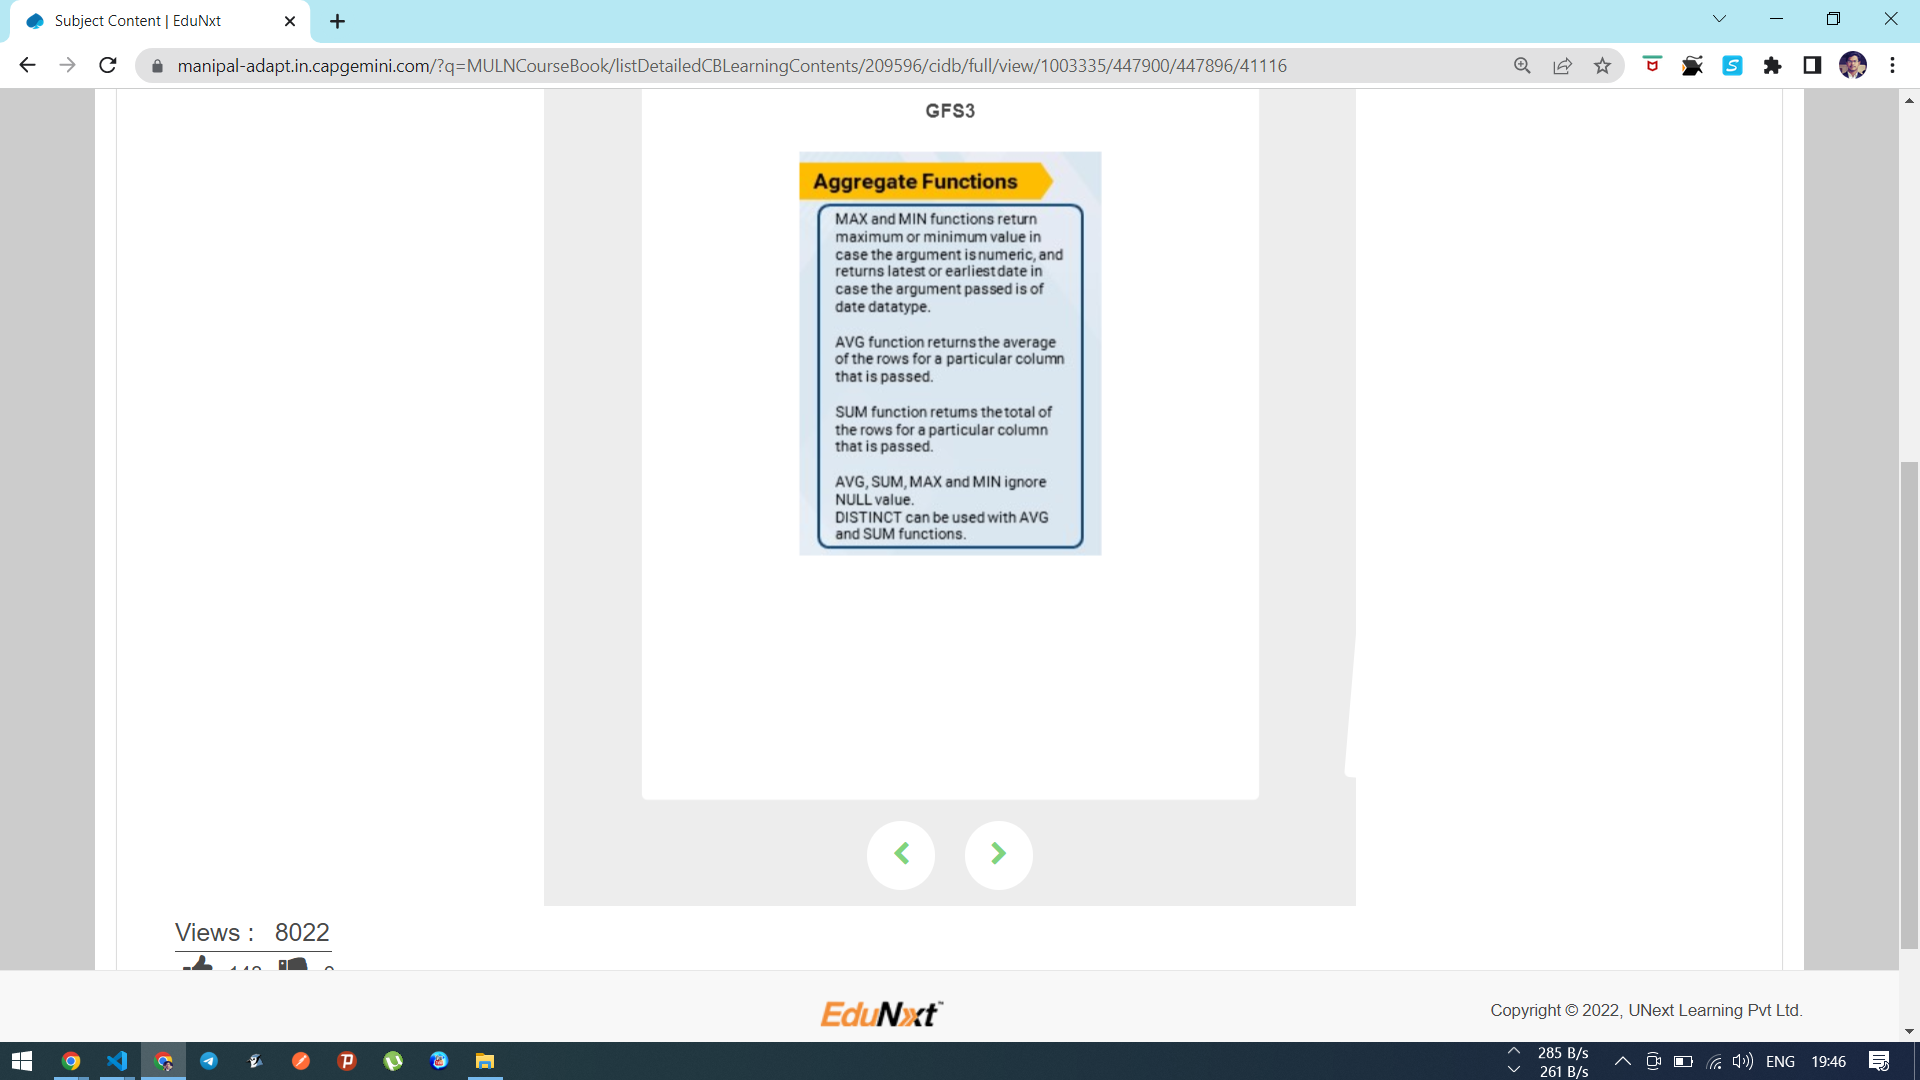 Subject Content | EduNxt
manipal-adapt.in.capgemini.com/?q=MULNCourseBook/listDetailedCBLearningContents/209596/cidb/full/view/1003335/447900/447896/41116
GFS3
Aggregate Functions
MAX and MIN functions return
maximum or minimum value in
case the argument is numeric, and
returns latest or earliest date in
case the argument passed is of
date datatype.
AVG function returns the average
of the rows for a particular column
that is passed.
SUM function returns the total of
the rows for a particular column
that is passed.
AVG, SUM, MAX and MIN ignore
NULL value.
DISTINCT can be used with AVG
and SUM functions.
Views : 8022
EduNxt
Copyright © 2022, UNext Learning Pvt Ltd.
285 B/s
261 B/s
ENG
19:46